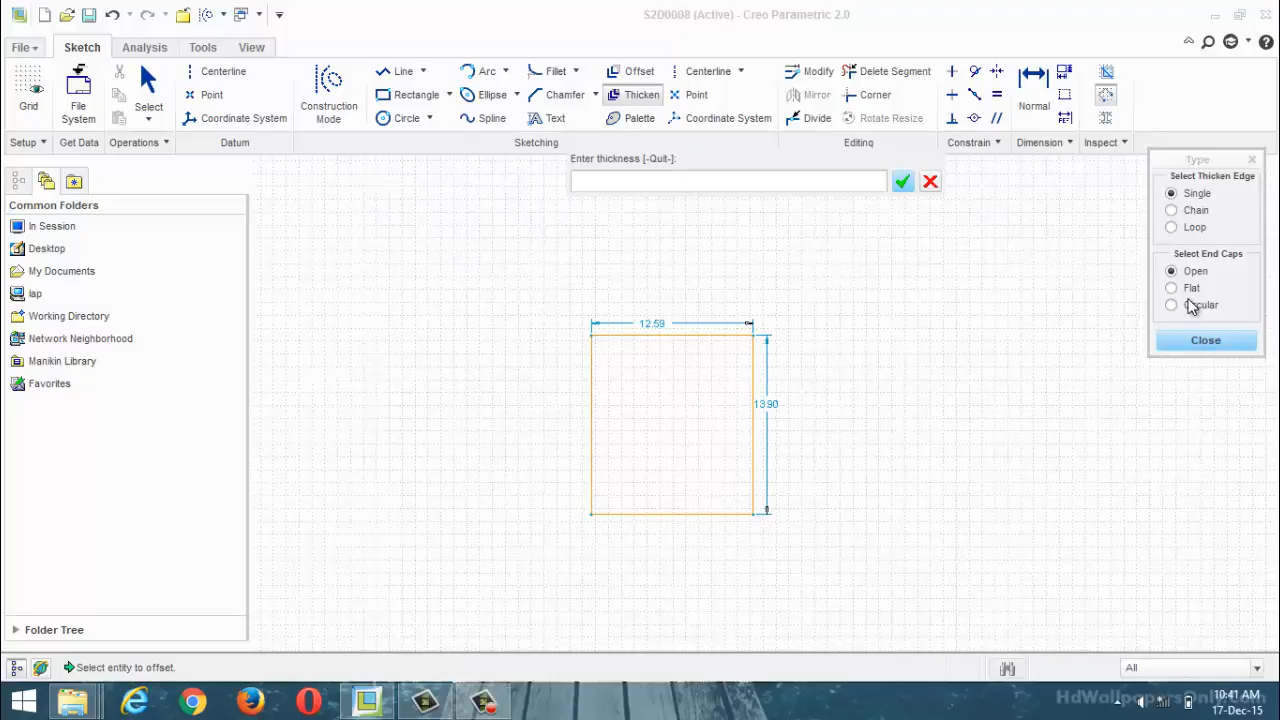 S2D0008 (Active) - Creo Parametric 2.0
File
Sketch
Analysis
Tools
View
Grid
File System
Select
Centerline
Point
Coordinate System
Construction Mode
Line
Rectangle
Circle
Arc
Ellipse
Spline
Fillet
Chamfer
Text
Offset
Thicken
Palette
Centerline
Point
Coordinate System
Modify
Mirror
Divide
Delete Segment
Corner
Rotate Resize
Normal
Setup
Get Data
Operations
Datum
Sketching
Editing
Constrain
Dimension
Inspect
Enter thickness [-Quit-]:
Common Folders
In Session
Desktop
My Documents
lap
Working Directory
Network Neighborhood
Manikin Library
Favorites
Folder Tree
Type
Select Thicken Edge
Single
Chain
Loop
Select End Caps
Open
Flat
Circular
Close
12.59
13.90
Select entity to offset.
All
HdWallpapersOnly.com
10:41 AM
17-Dec-15